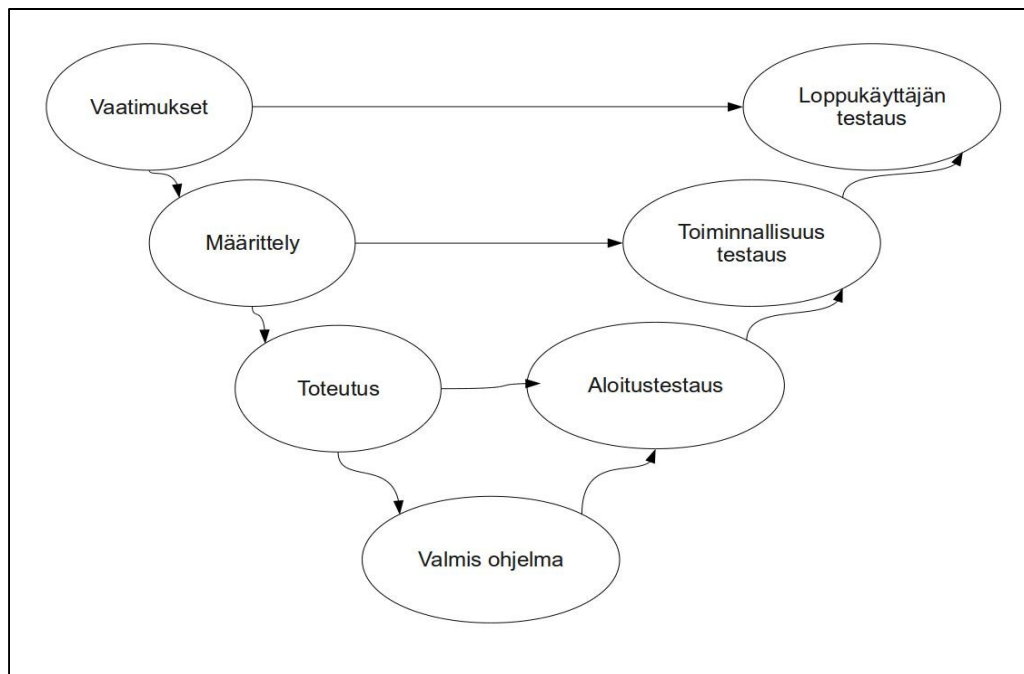 Vaatimukset
Loppukäyttäjän
testaus
Määrittely
Toiminnallisuus
testaus
Toteutus
Aloitustestaus
Valmis ohjelma